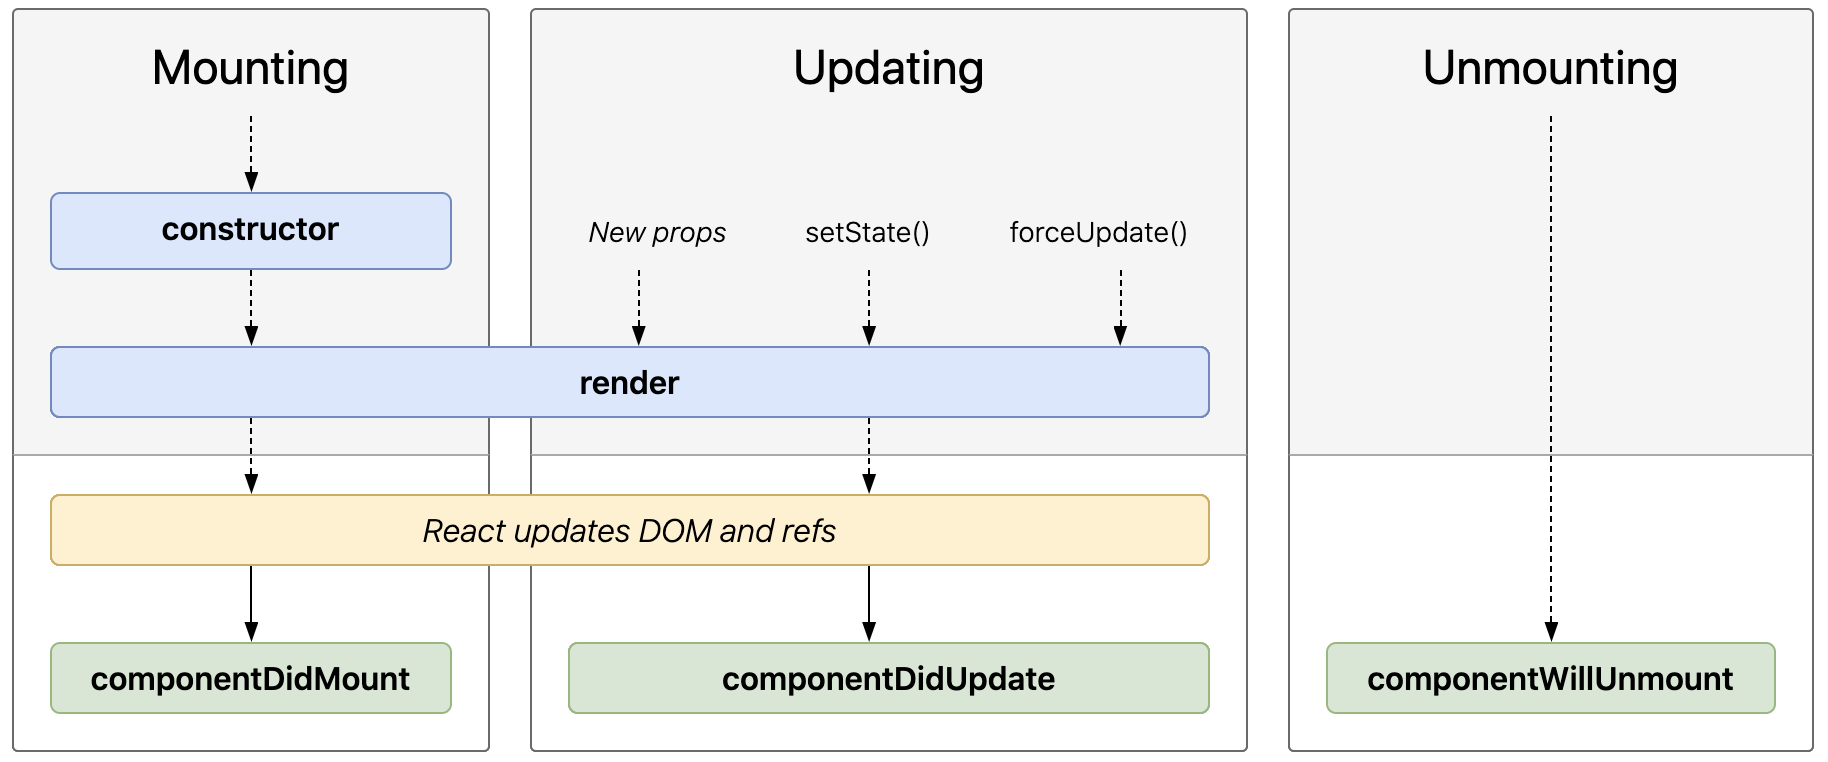 Mounting
Updating
Unmounting
constructor
New props
setState()
forceUpdate()
render
React updates DOM and refs
componentDidMount
componentDidUpdate
componentWillUnmount